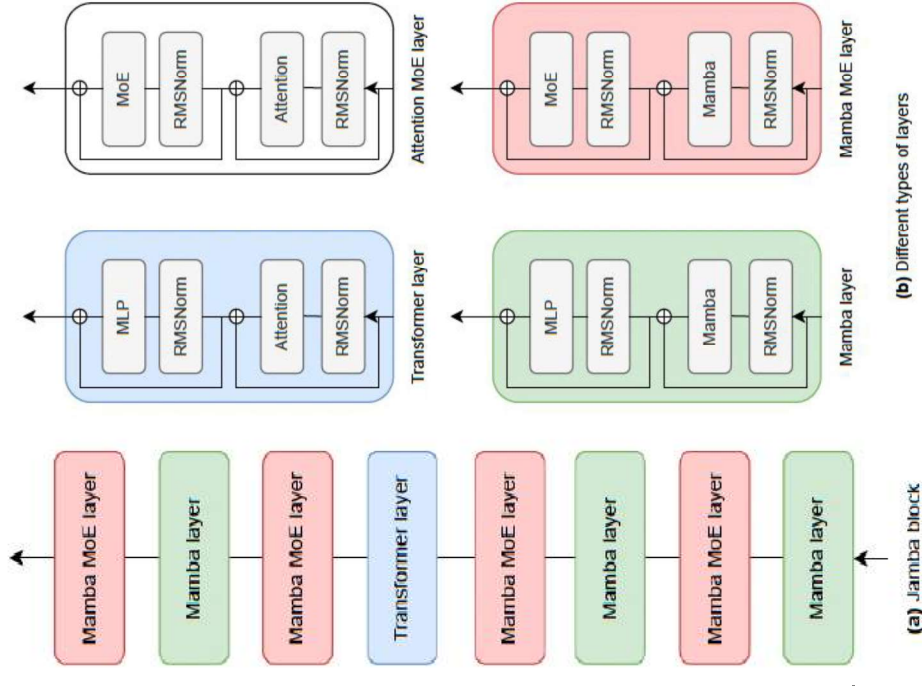 Mamba MoE layer
Mamba layer
Mamba MoE layer
Transformer layer
Mamba MoE layer
Mamba layer
Mamba MoE layer
Mamba layer
(a) Jamba block
MLP
RMSNorm
Attention
RMSNorm
Transformer layer
MoE
RMSNorm
Attention
RMSNorm
Attention MoE layer
MLP
RMSNorm
Mamba
RMSNorm
Mamba layer
MoE
RMSNorm
Mamba
RMSNorm
Mamba MoE layer
(b) Different types of layers